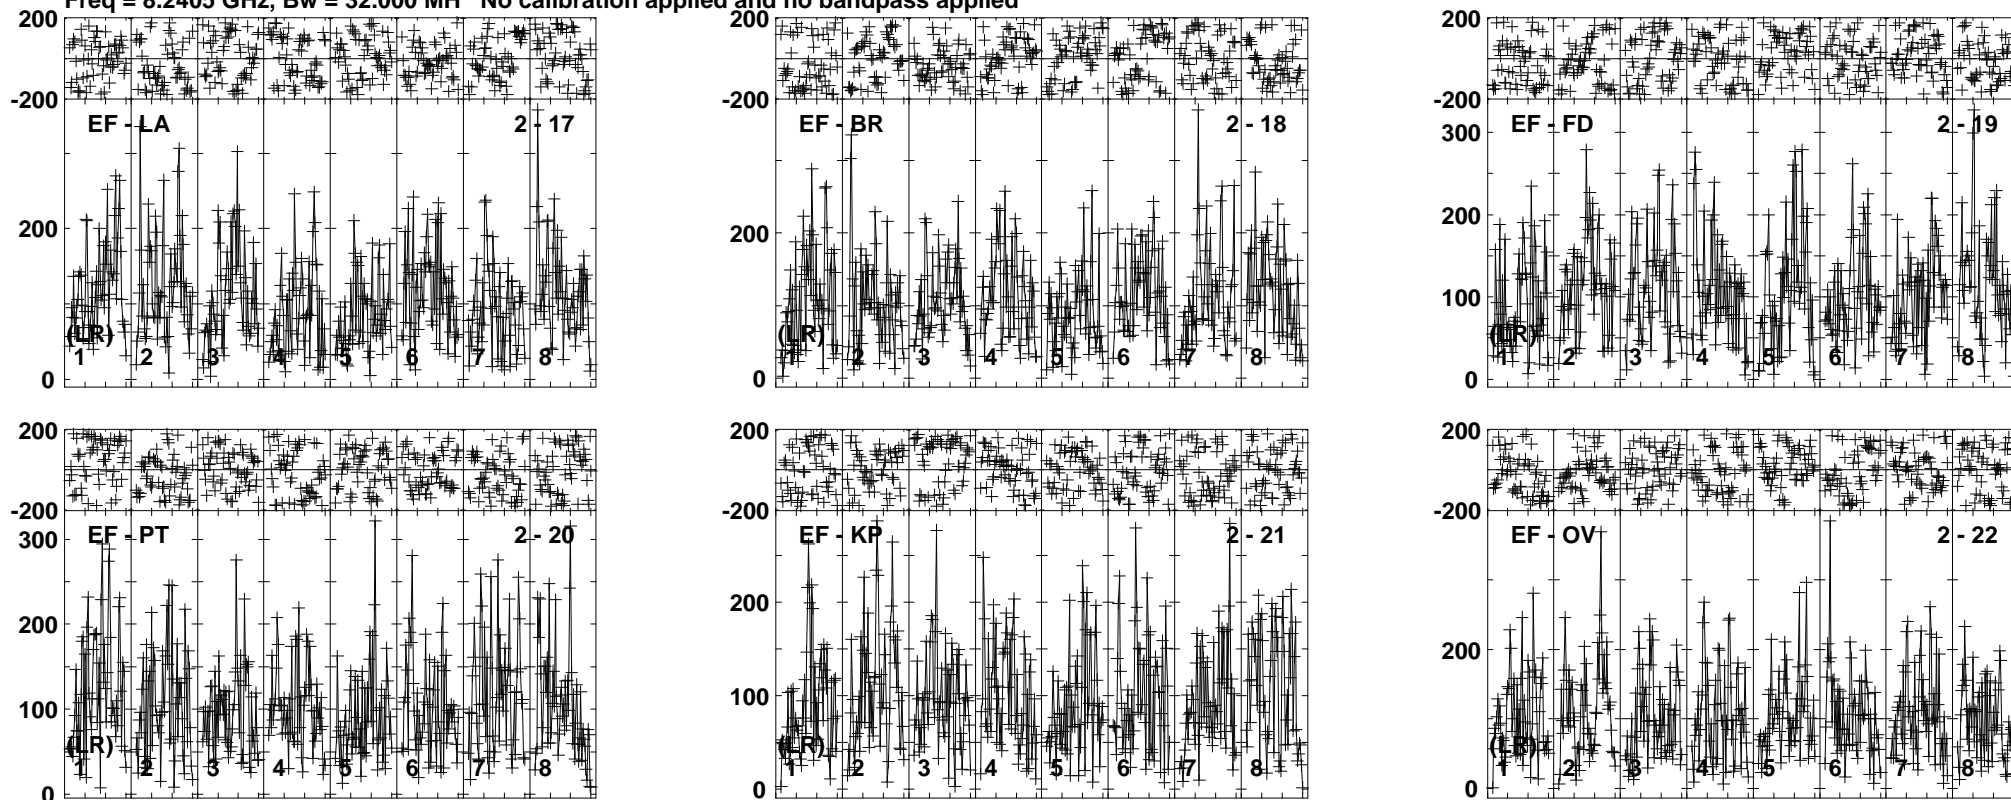 Freq = 8.2405 GHz, Bw = 32.000 MH No calibration applied and no bandpass applied
200
-200
EF - LA 2 - 17
200
0
(LR)
1 2 3 4 5 6 7 8
-200
200
EF - BR 2 - 18
200
0
(LR)
1 2 3 4 5 6 7 8
200
-200
EF - FD 2 - 19
300
200
100
0
(LR)
1 2 3 4 5 6 7 8
200
-200
EF - PT 2 - 20
300
200
100
0
(LR)
1 2 3 4 5 6 7 8
200
-200
EF - KP 2 - 21
200
100
0
(LR)
1 2 3 4 5 6 7 8
200
-200
EF - OV 2 - 22
200
0
(LR)
1 2 3 4 5 6 7 8